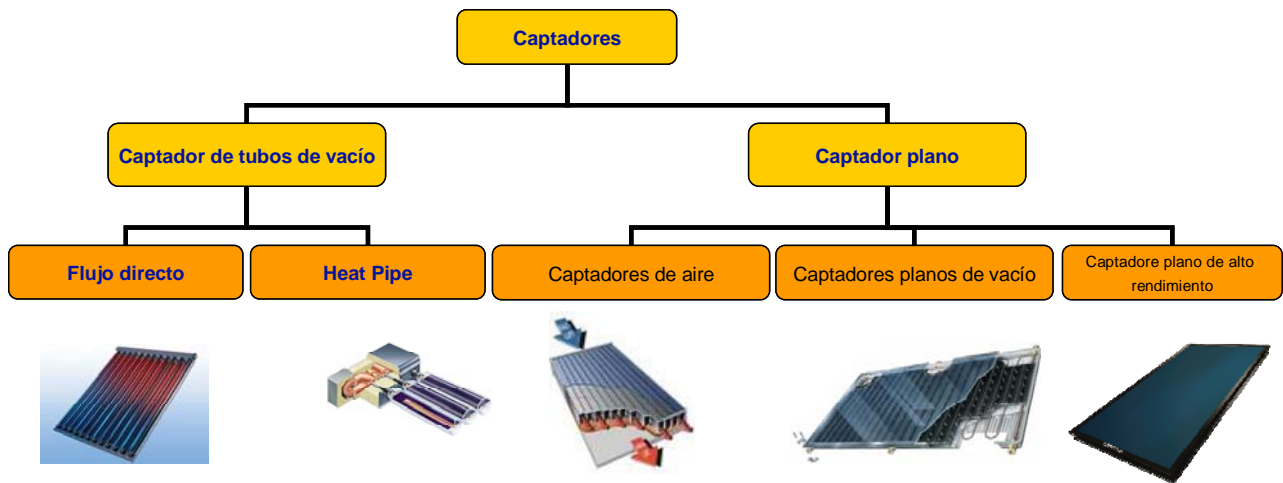 Captadores
Captador de tubos de vacío
Captador plano
Flujo directo
Heat Pipe
Captadores de aire
Captadores planos de vacío
Captadore plano de alto
rendimiento